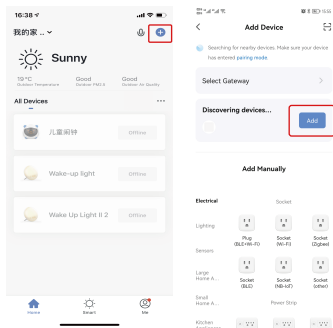 16:38
我的家 ..
Sunny
19 °C
Outdoor Temperature
Good
Outdoor PM2.5
Good
Outdoor Air Quality
All Devices
儿童闹钟
Offline
Wake-up light
Offline
Wake Up Light II 2
Offline
Home
Smart
Me
Add Device
Searching for nearby devices. Make sure your device
has entered pairing mode.
Select Gateway
Discovering devices...
Add
Add Manually
Electrical
Socket
Lighting
Plug
(BLE+Wi-Fi)
Socket
(Wi-Fi)
Socket
(Zigbee)
Sensors
Large
Home A...
Socket
(BLE)
Socket
(NB-IoT)
Socket
(other)
Small
Home A...
Power Strip
Kitchen